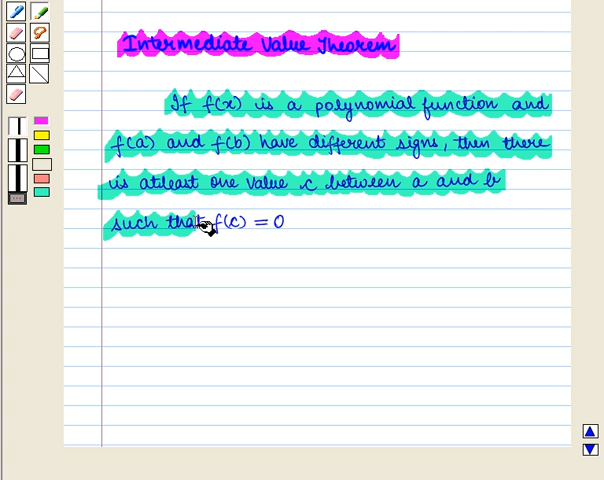 Intermediate Value Theorem
If f(x) is a polynomial function and
f(a) and f(b) have different signs, then there
is atleast one value c between a and b
such that f(c) = 0